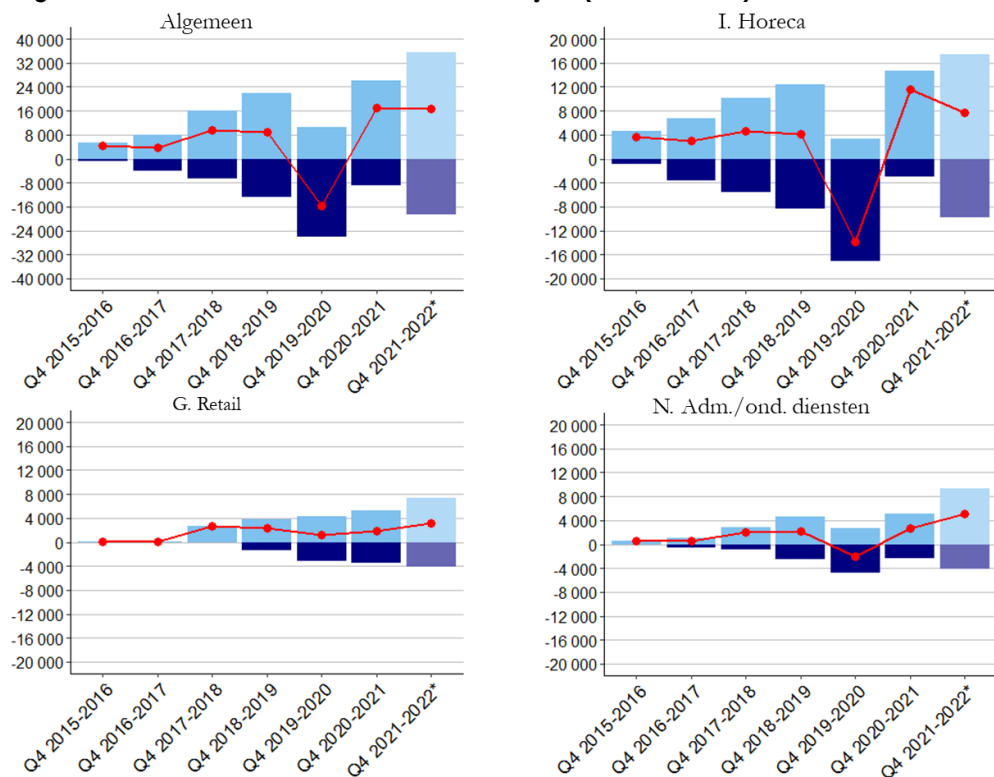 Algemeen
40 000
32 000
24 000
16 000
8 000
0
-8 000
-16 000
-24 000
-32 000
-40 000
Q4 2015-2016
Q4 2016-2017
Q4 2017-2018
Q4 2018-2019
Q4 2019-2020
Q4 2020-2021
Q4 2021-2022*
I. Horeca
20 000
16 000
12 000
8 000
4 000
0
-4 000
-8 000
-12 000
-16 000
-20 000
Q4 2015-2016
Q4 2016-2017
Q4 2017-2018
Q4 2018-2019
Q4 2019-2020
Q4 2020-2021
Q4 2021-2022*
G. Retail
20 000
16 000
12 000
8 000
4 000
0
-4 000
-8 000
-12 000
-16 000
-20 000
Q4 2015-2016
Q4 2016-2017
Q4 2017-2018
Q4 2018-2019
Q4 2019-2020
Q4 2020-2021
Q4 2021-2022*
N. Adm./ond. diensten
20 000
16 000
12 000
8 000
4 000
0
-4 000
-8 000
-12 000
-16 000
-20 000
Q4 2015-2016
Q4 2016-2017
Q4 2017-2018
Q4 2018-2019
Q4 2019-2020
Q4 2020-2021
Q4 2021-2022*